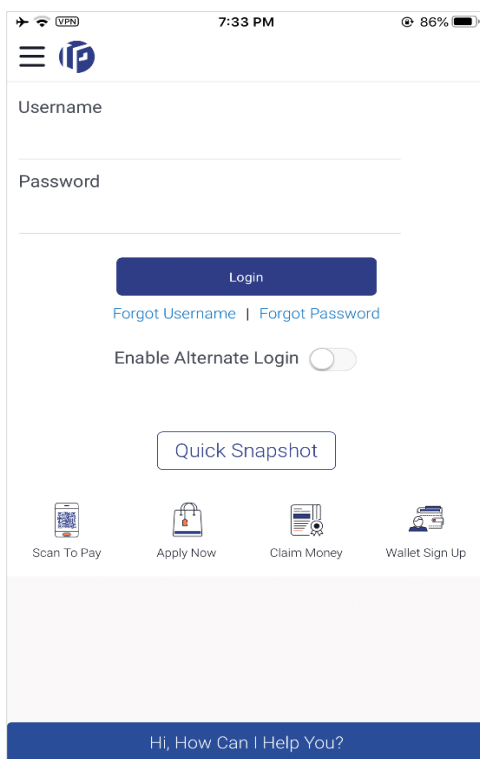 VPN 7:33 PM 86%
Username
Password
Login
Forgot Username | Forgot Password
Enable Alternate Login
Quick Snapshot
Scan To Pay Apply Now Claim Money Wallet Sign Up
Hi, How Can I Help You?